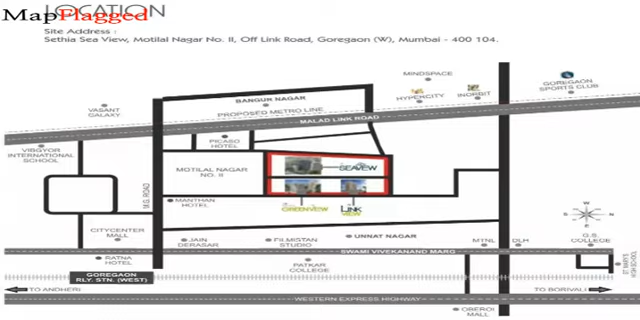 LOCATION
MapFlagged
Site Address :
Sethia Sea View, Motilal Nagar No. II, Off Link Road, Goregaon (W), Mumbai - 400 104.
MINDSPACE
GOREGAON
SPORTS CLUB
HYPERCITY
INORBIT
BANGUR NAGAR
VASANT
GALAXY
PROPOSED METRO LINE
MALAD LINK ROAD
PICASO
HOTEL
VIBGYOR
INTERNATIONAL
SCHOOL
MOTILAL NAGAR
NO. II
SEAVIEW
M.G. ROAD
MANTHAN
HOTEL
GREENVIEW
LINK
VIEW
W
E
CITYCENTER
MALL
JAIN
DERASAR
FILMISTAN
STUDIO
UNNAT NAGAR
MTNL
DLH
G.S.
COLLEGE
SWAMI VIVEKANAND MARG
RATNA
HOTEL
PATKAR
COLLEGE
ST. MARY'S
HIGH SCHOOL
GOREGAON
RLY. STN. (WEST)
TO ANDHERI
TO BORIVALI
WESTERN EXPRESS HIGHWAY
OBEROI
MALL